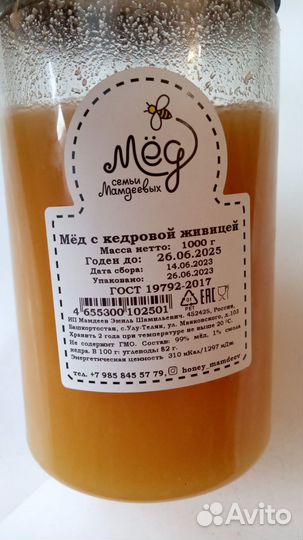 Мёд
семьи
Мамдеевых
Мёд с кедровой живицей
Масса нетто: 1000 г
Годен до: 26.06.2025
Дата сбора: 14.06.2023
Упаковано: 26.06.2023
ГОСТ 19792-2017
4 655300 102501
01
PET
EAC
ИП Мамдеев Эмиль Шамильевич. 452425, Россия,
Башкортостан, с.Улу-Теляк, ул. Маяковского, д.103
Хранить 2 года при температуре не выше 20 °С.
Не содержит ГМО. Состав: 99% мёд, 1% смола
кедра. В 100 г: углеводы: 82 г.
Энергетическая ценность: 310 кКал/1297 кДж
тел. +7 985 845 57 79, honey_mamdeev
Avito